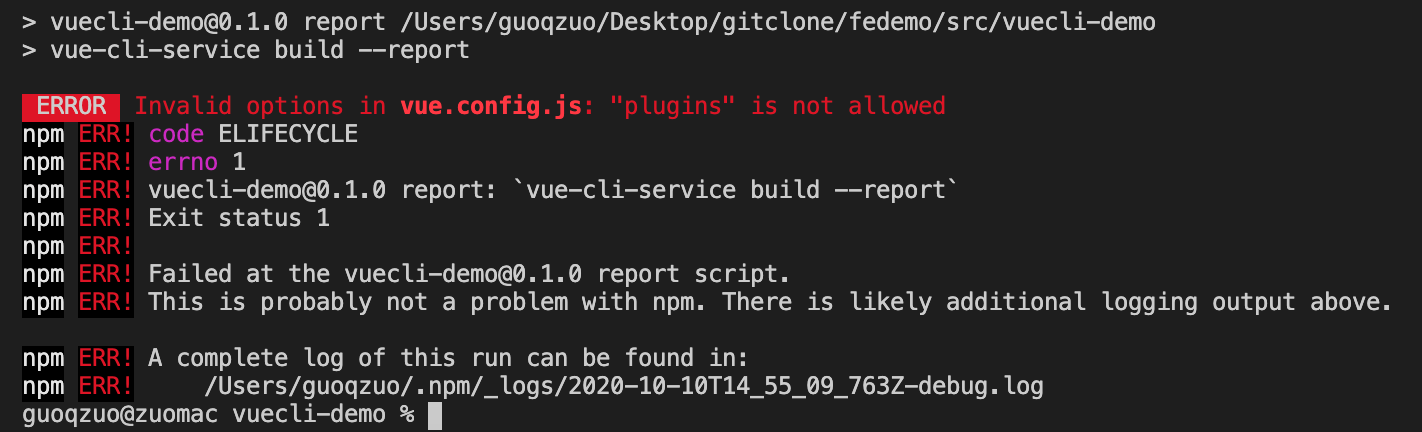 > vuecli-demo@0.1.0 report /Users/guoqzuo/Desktop/gitclone/fedemo/src/vuecli-demo
> vue-cli-service build --report
ERROR Invalid options in vue.config.js: "plugins" is not allowed
npm ERR! code ELIFECYCLE
npm ERR! errno 1
npm ERR! vuecli-demo@0.1.0 report: `vue-cli-service build --report`
npm ERR! Exit status 1
npm ERR!
npm ERR! Failed at the vuecli-demo@0.1.0 report script.
npm ERR! This is probably not a problem with npm. There is likely additional logging output above.
npm ERR! A complete log of this run can be found in:
npm ERR!     /Users/guoqzuo/.npm/_logs/2020-10-10T14_55_09_763Z-debug.log
guoqzuo@zuomac vuecli-demo %